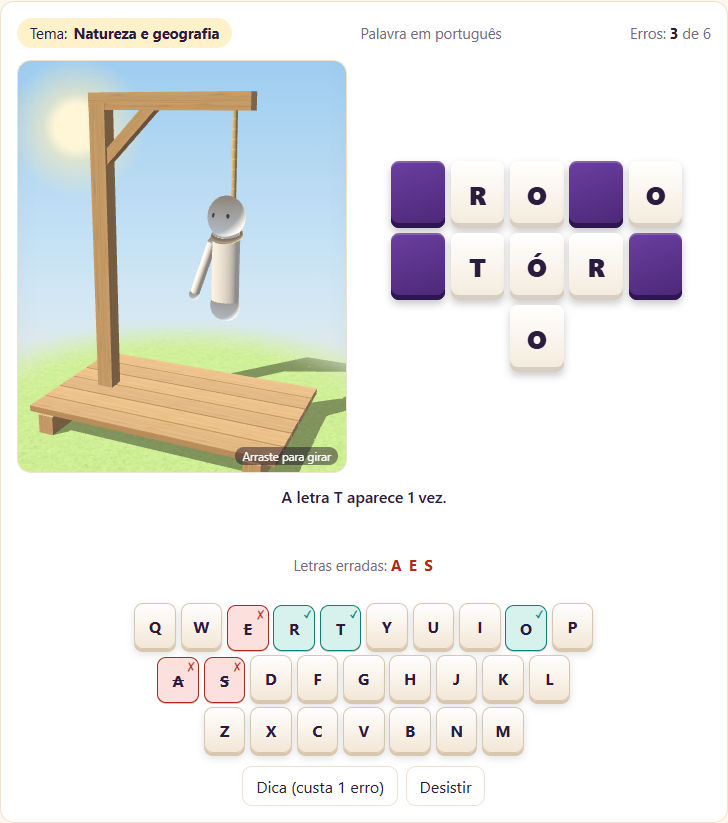 Tema: Natureza e geografia
Palavra em português
Erros: 3 de 6
R O O
T Ó R
O
Arraste para girar
A letra T aparece 1 vez.
Letras erradas: A E S
Q W E R T Y U I O P
A S D F G H J K L
Z X C V B N M
Dica (custa 1 erro)
Desistir